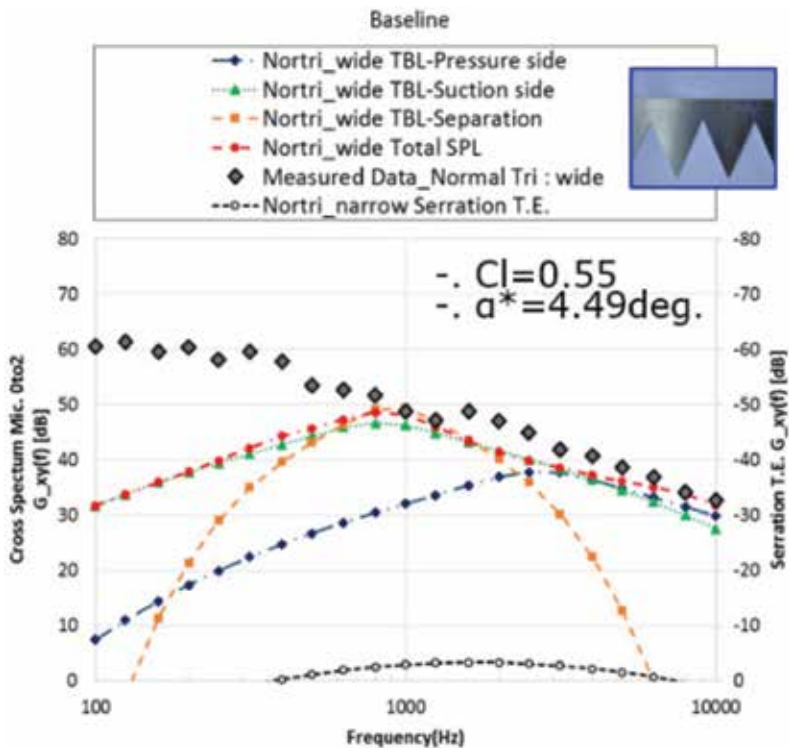 Baseline
Nortri_wide TBL-Pressure side
Nortri_wide TBL-Suction side
Nortri_wide TBL-Separation
Nortri_wide Total SPL
Measured Data_Normal Tri : wide
Nortri_narrow Serration T.E.
-. Cl=0.55
-. a*=4.49deg.
Cross Spectum Mic. 0to2
G_xy(f) [dB]
80
70
60
50
40
30
20
10
0
-80
-70
-60
-50
-40
-30
-20
-10
0
Serration T.E. G_xy(f) [dB]
100
1000
10000
Frequency(Hz)